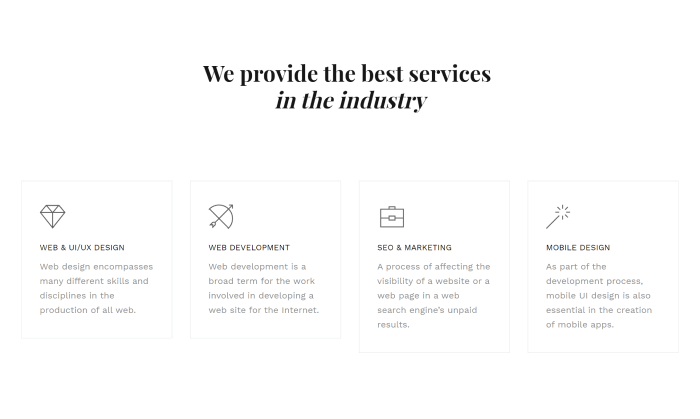 We provide the best services
in the industry
WEB & UI/UX DESIGN
Web design encompasses
many different skills and
disciplines in the
production of all web.
WEB DEVELOPMENT
Web development is a
broad term for the work
involved in developing a
web site for the Internet.
SEO & MARKETING
A process of affecting the
visibility of a website or a
web page in a web
search engine's unpaid
results.
MOBILE DESIGN
As part of the
development process,
mobile UI design is also
essential in the creation
of mobile apps.